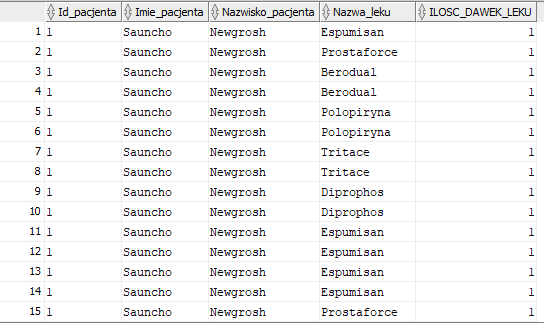 Id_pacjenta Imie_pacjenta Nazwisko_pacjenta Nazwa_leku ILOSC_DAWEK_LEKU
1 1 Sauncho Newgrosh Espumisan 1
2 1 Sauncho Newgrosh Prostaforce 1
3 1 Sauncho Newgrosh Berodual 1
4 1 Sauncho Newgrosh Berodual 1
5 1 Sauncho Newgrosh Polopiryna 1
6 1 Sauncho Newgrosh Polopiryna 1
7 1 Sauncho Newgrosh Tritace 1
8 1 Sauncho Newgrosh Tritace 1
9 1 Sauncho Newgrosh Diprophos 1
10 1 Sauncho Newgrosh Diprophos 1
11 1 Sauncho Newgrosh Espumisan 1
12 1 Sauncho Newgrosh Espumisan 1
13 1 Sauncho Newgrosh Espumisan 1
14 1 Sauncho Newgrosh Espumisan 1
15 1 Sauncho Newgrosh Prostaforce 1